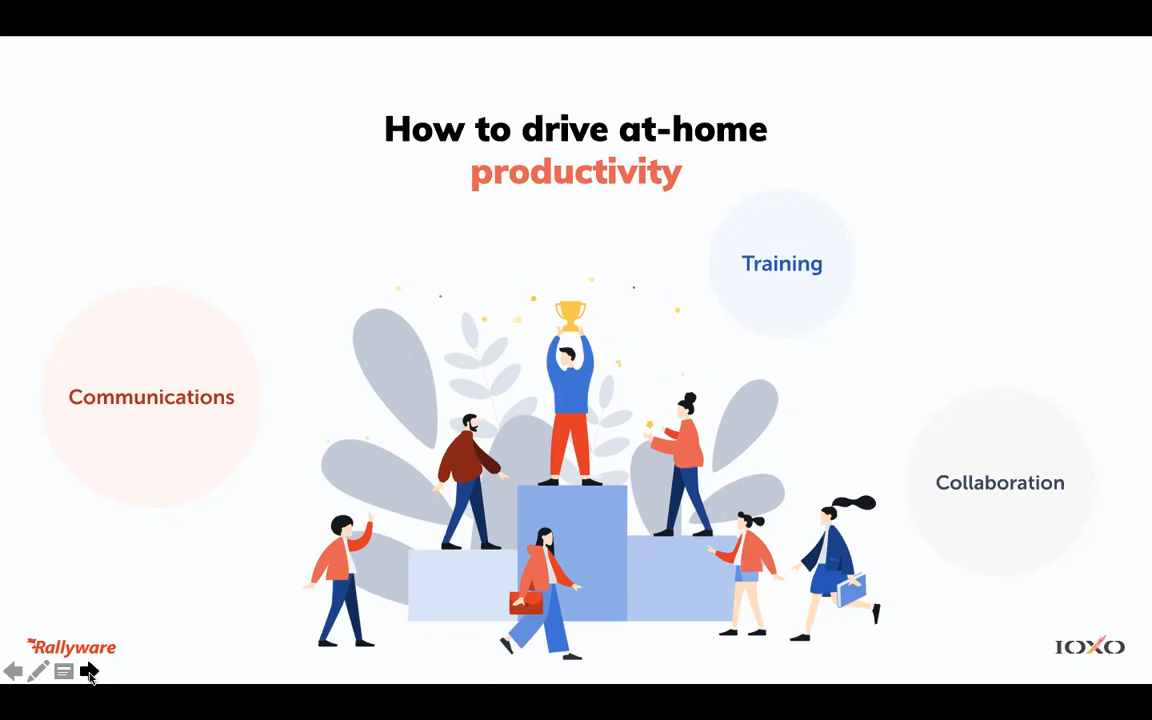 How to drive at-home
productivity
Training
Communications
Collaboration
Rallyware
IOXO